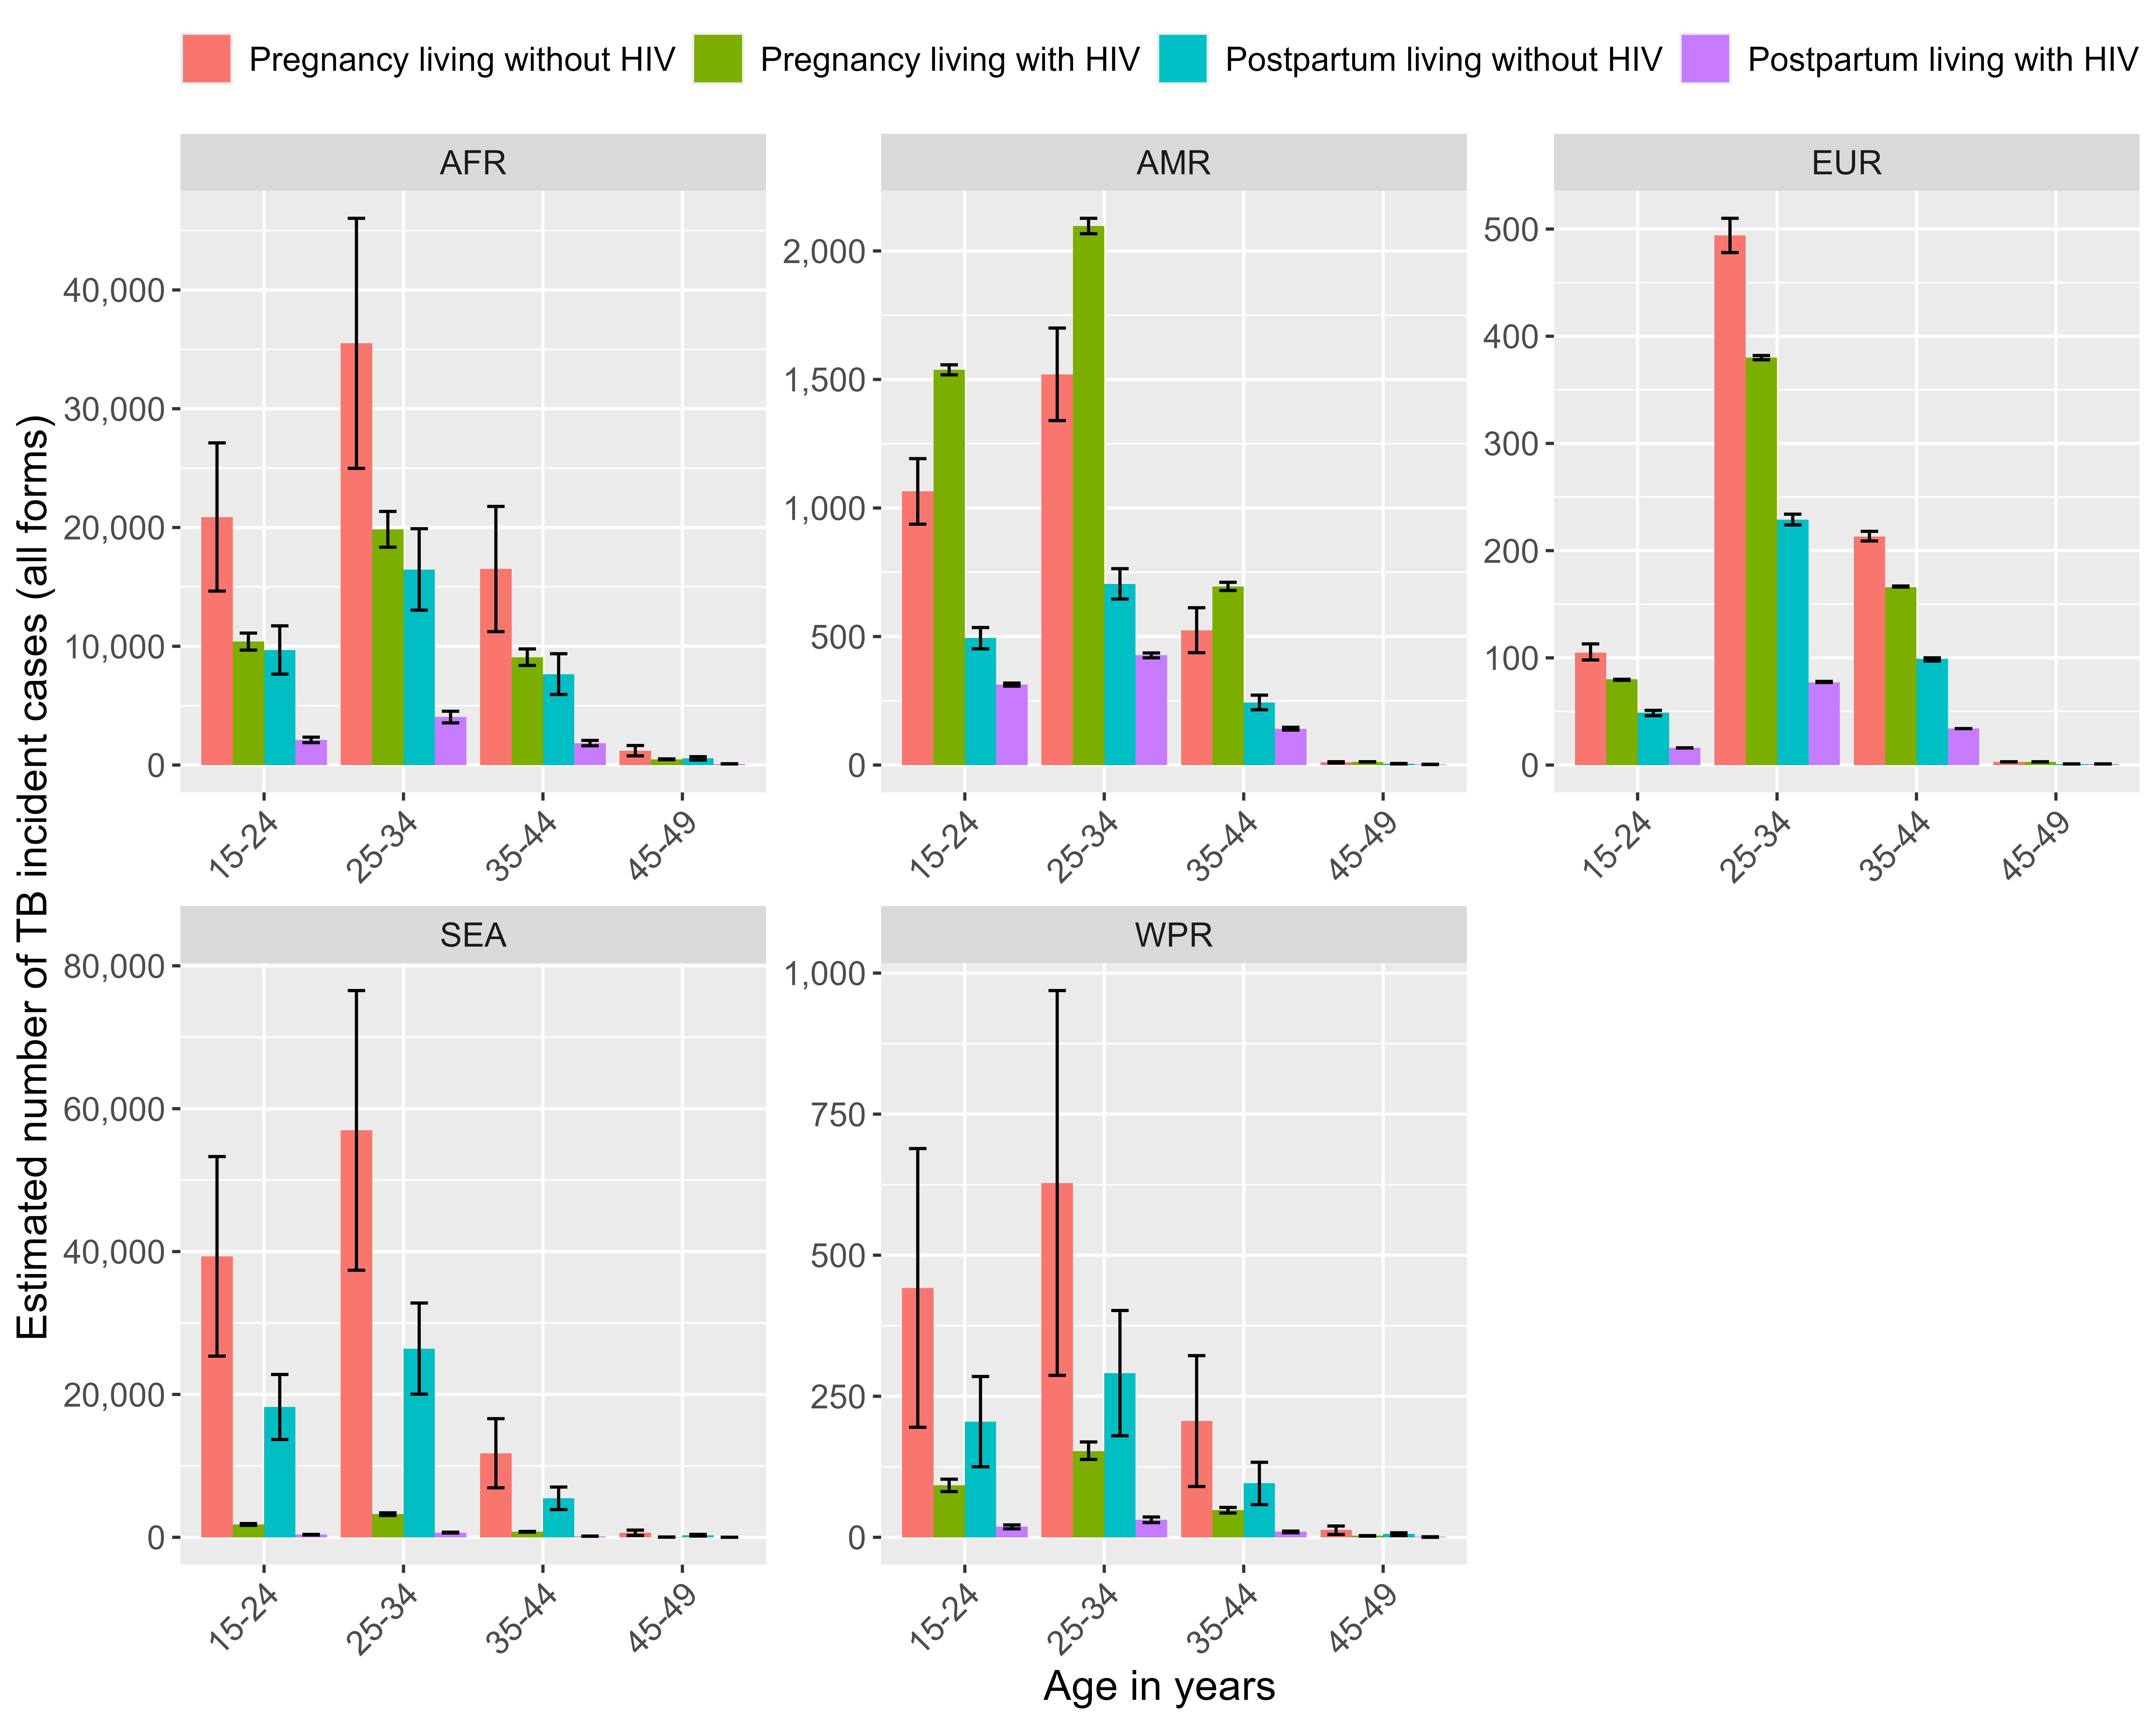 Pregnancy living without HIV Pregnancy living with HIV Postpartum living without HIV Postpartum living with HIV
AFR
AMR
EUR
40,000
30,000
20,000
10,000
0
2,000
1,500
1,000
500
0
500
400
300
200
100
0
15-24 25-34 35-44 45-49
15-24 25-34 35-44 45-49
15-24 25-34 35-44 45-49
SEA
WPR
80,000
60,000
40,000
20,000
0
1,000
750
500
250
0
15-24 25-34 35-44 45-49
15-24 25-34 35-44 45-49
Age in years
Estimated number of TB incident cases (all forms)